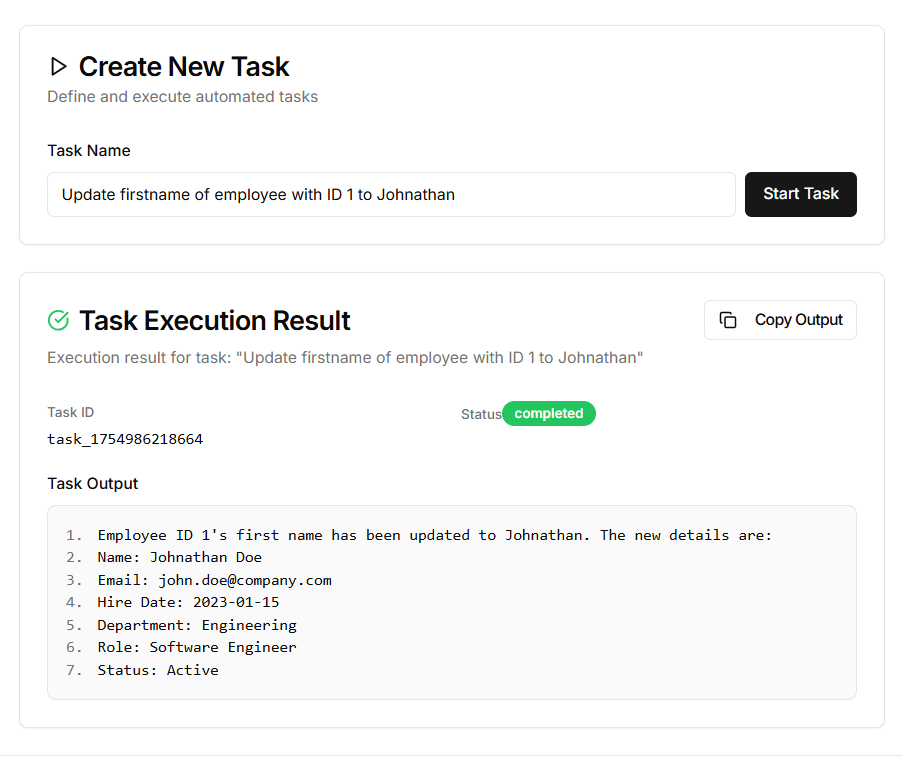 Create New Task
Define and execute automated tasks
Task Name
Update firstname of employee with ID 1 to Johnathan
Start Task
Task Execution Result
Copy Output
Execution result for task: "Update firstname of employee with ID 1 to Johnathan"
Task ID
Status completed
task_1754986218664
Task Output
1. Employee ID 1's first name has been updated to Johnathan. The new details are:
2. Name: Johnathan Doe
3. Email: john.doe@company.com
4. Hire Date: 2023-01-15
5. Department: Engineering
6. Role: Software Engineer
7. Status: Active